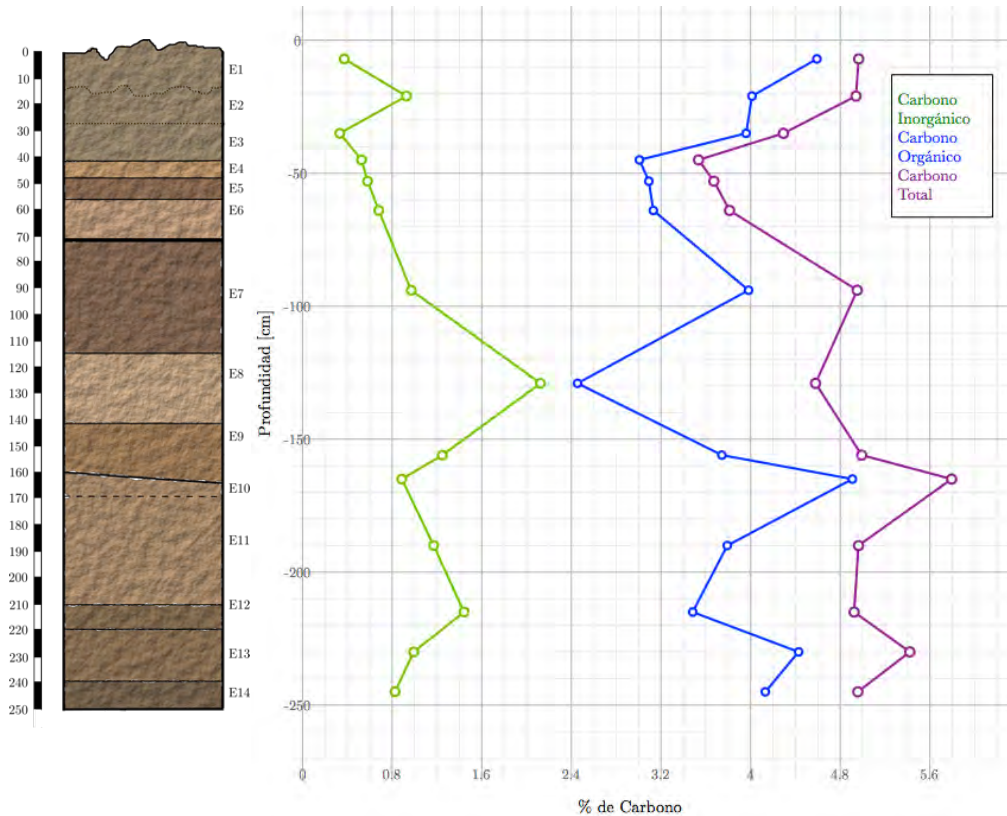 0
10
20
30
40
50
60
70
80
90
100
110
120
130
140
150
160
170
180
190
200
210
220
230
240
250
E1
E2
E3
E4
E5
E6
E7
E8
E9
E10
E11
E12
E13
E14
Profundidad [cm]
0
-50
-100
-150
-200
-250
0
0.8
1.6
2.4
3.2
4
4.8
5.6
% de Carbono
Carbono
Inorgánico
Carbono
Orgánico
Carbono
Total